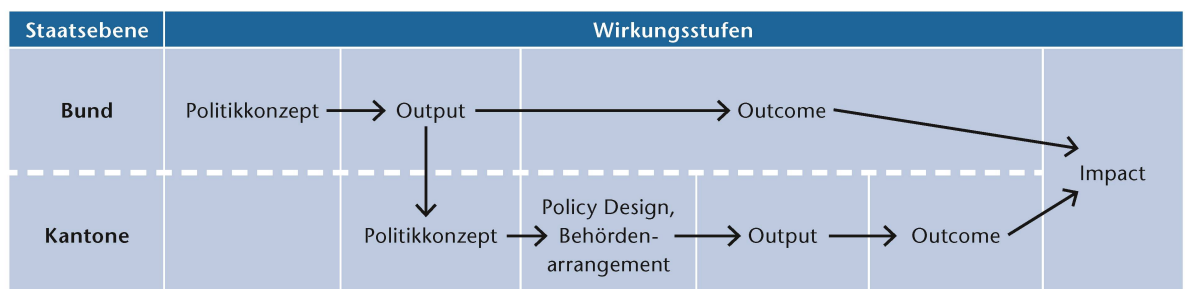 Staatsebene Wirkungsstufen
Bund Politikkonzept Output Outcome
Impact
Kantone Politikkonzept Policy Design,
Behörden-
arrangement Output Outcome